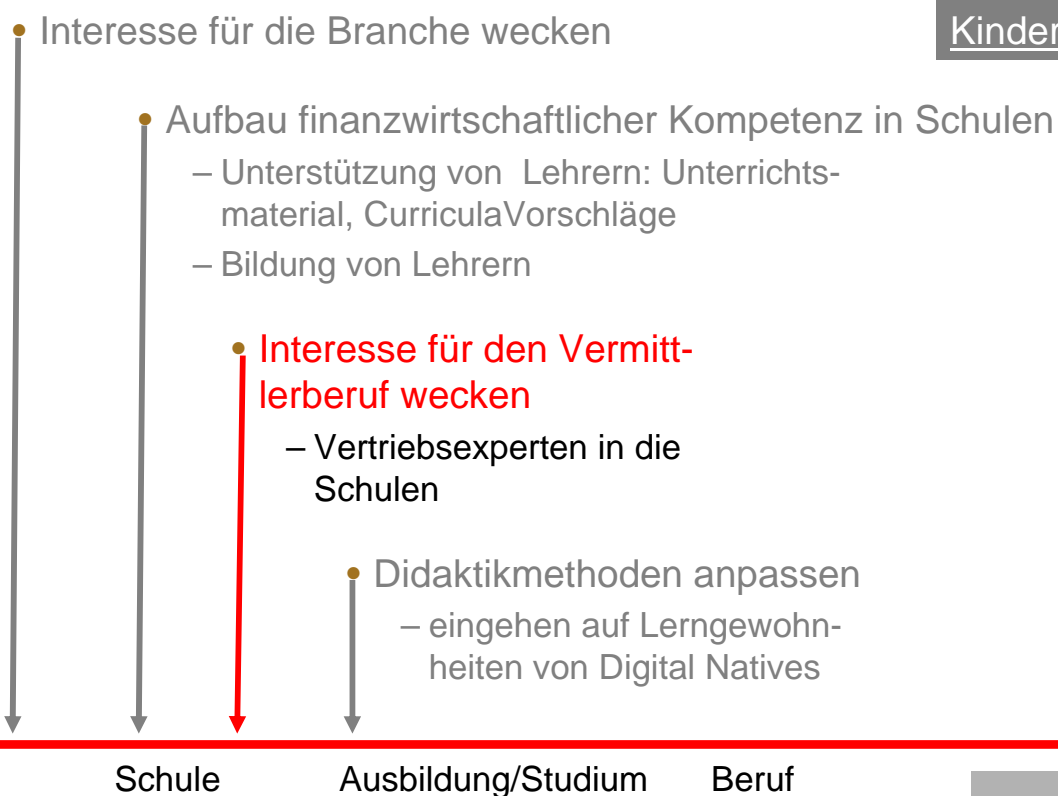 • Interesse für die Branche wecken
Kinder
• Aufbau finanzwirtschaftlicher Kompetenz in Schulen
– Unterstützung von Lehrern: Unterrichts-
material, CurriculaVorschläge
– Bildung von Lehrern
• Interesse für den Vermitt-
lerberuf wecken
– Vertriebsexperten in die
Schulen
• Didaktikmethoden anpassen
– eingehen auf Lerngewohn-
heiten von Digital Natives
Schule Ausbildung/Studium Beruf